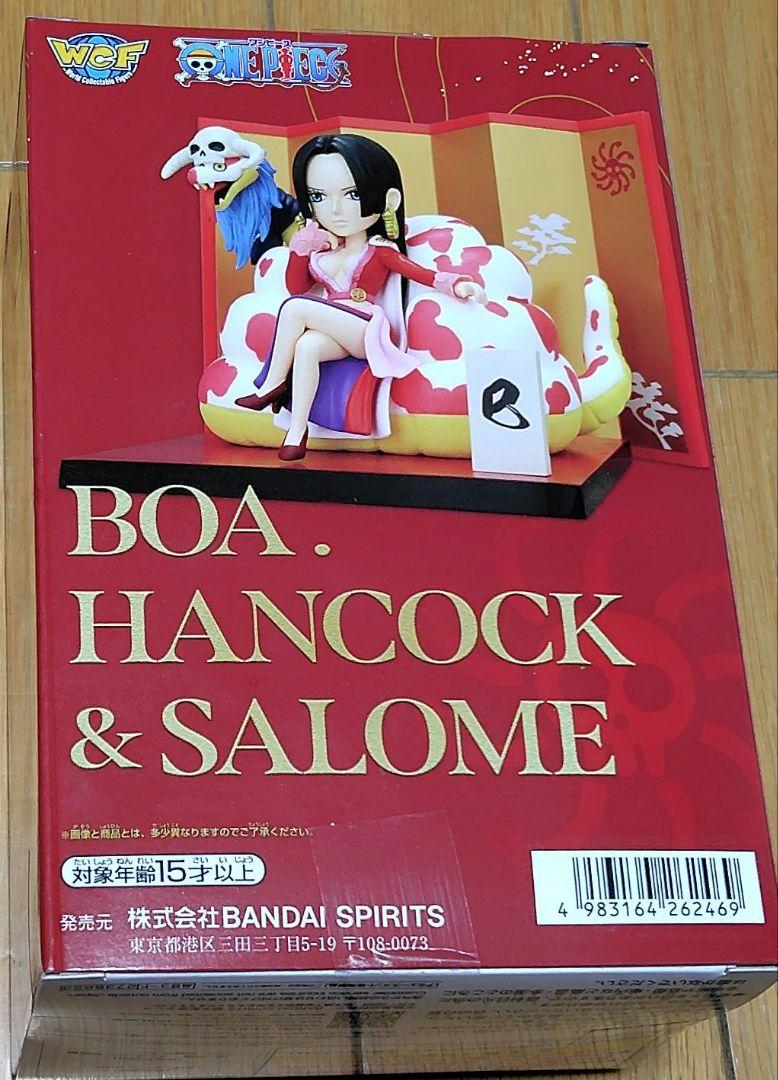 WCF
World Collectable Figure
ワンピース
ONE PIECE
巳
BOA.
HANCOCK
& SALOME
※画像と商品とは、多少異なりますのでご了承ください。
対象年齢15才以上
発売元 株式会社BANDAI SPIRITS
東京都港区三田三丁目5-19 〒108-0073
4 983164 262469